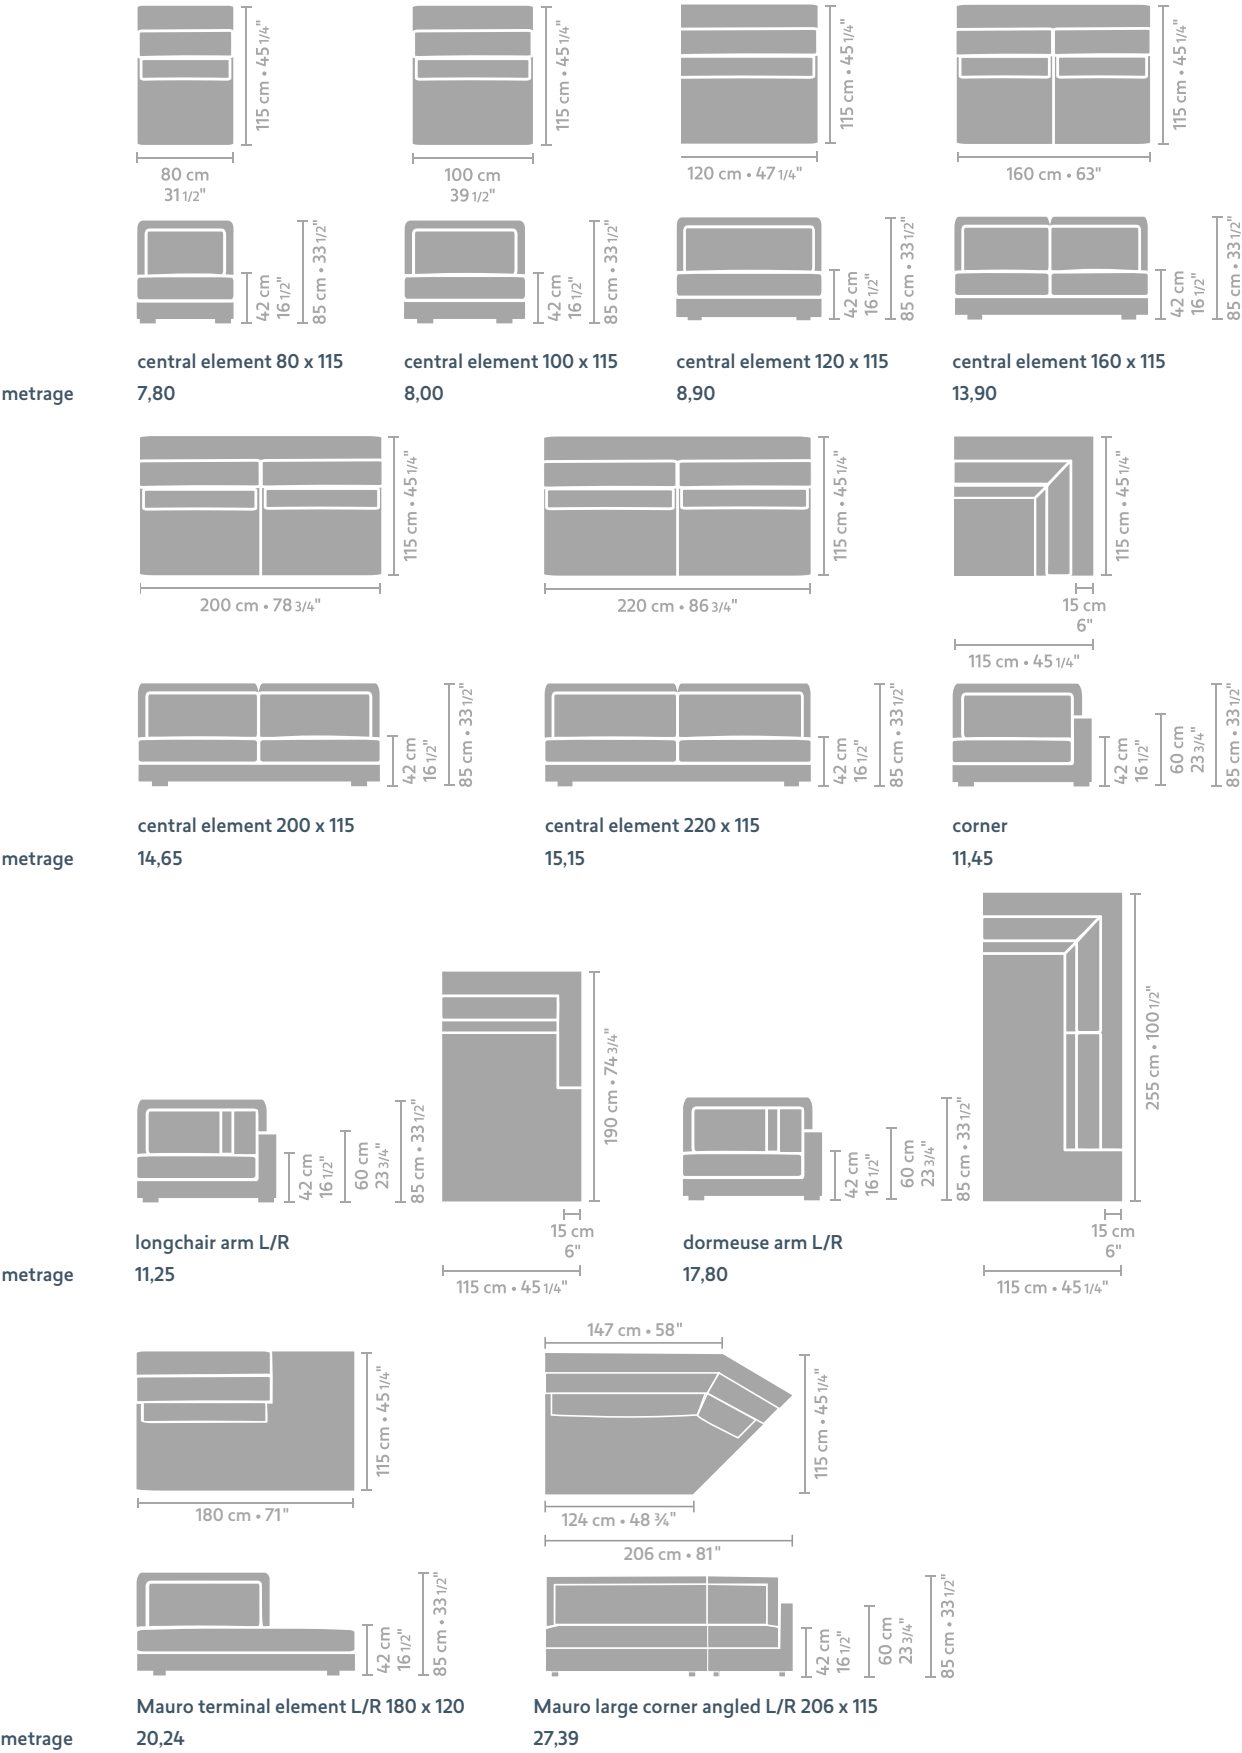 115 cm • 45 1/4"
115 cm • 45 1/4"
115 cm • 45 1/4"
115 cm • 45 1/4"
80 cm
31 1/2"
100 cm
39 1/2"
120 cm • 47 1/4"
160 cm • 63"
42 cm
16 1/2"
85 cm • 33 1/2"
42 cm
16 1/2"
85 cm • 33 1/2"
42 cm
16 1/2"
85 cm • 33 1/2"
42 cm
16 1/2"
85 cm • 33 1/2"
central element 80 x 115
central element 100 x 115
central element 120 x 115
central element 160 x 115
metrage
7,80
8,00
8,90
13,90
115 cm • 45 1/4"
115 cm • 45 1/4"
115 cm • 45 1/4"
200 cm • 78 3/4"
220 cm • 86 3/4"
15 cm
6"
115 cm • 45 1/4"
42 cm
16 1/2"
85 cm • 33 1/2"
42 cm
16 1/2"
85 cm • 33 1/2"
42 cm
16 1/2"
60 cm
23 3/4"
85 cm • 33 1/2"
central element 200 x 115
central element 220 x 115
corner
metrage
14,65
15,15
11,45
42 cm
16 1/2"
60 cm
23 3/4"
85 cm • 33 1/2"
190 cm • 74 3/4"
42 cm
16 1/2"
60 cm
23 3/4"
85 cm • 33 1/2"
255 cm • 100 1/2"
15 cm
6"
15 cm
6"
longchair arm L/R
dormeuse arm L/R
metrage
11,25
17,80
115 cm • 45 1/4"
115 cm • 45 1/4"
147 cm • 58"
115 cm • 45 1/4"
115 cm • 45 1/4"
180 cm • 71"
124 cm • 48 ¾"
206 cm • 81"
42 cm
16 1/2"
85 cm • 33 1/2"
42 cm
16 1/2"
60 cm
23 3/4"
85 cm • 33 1/2"
Mauro terminal element L/R 180 x 120
Mauro large corner angled L/R 206 x 115
metrage
20,24
27,39